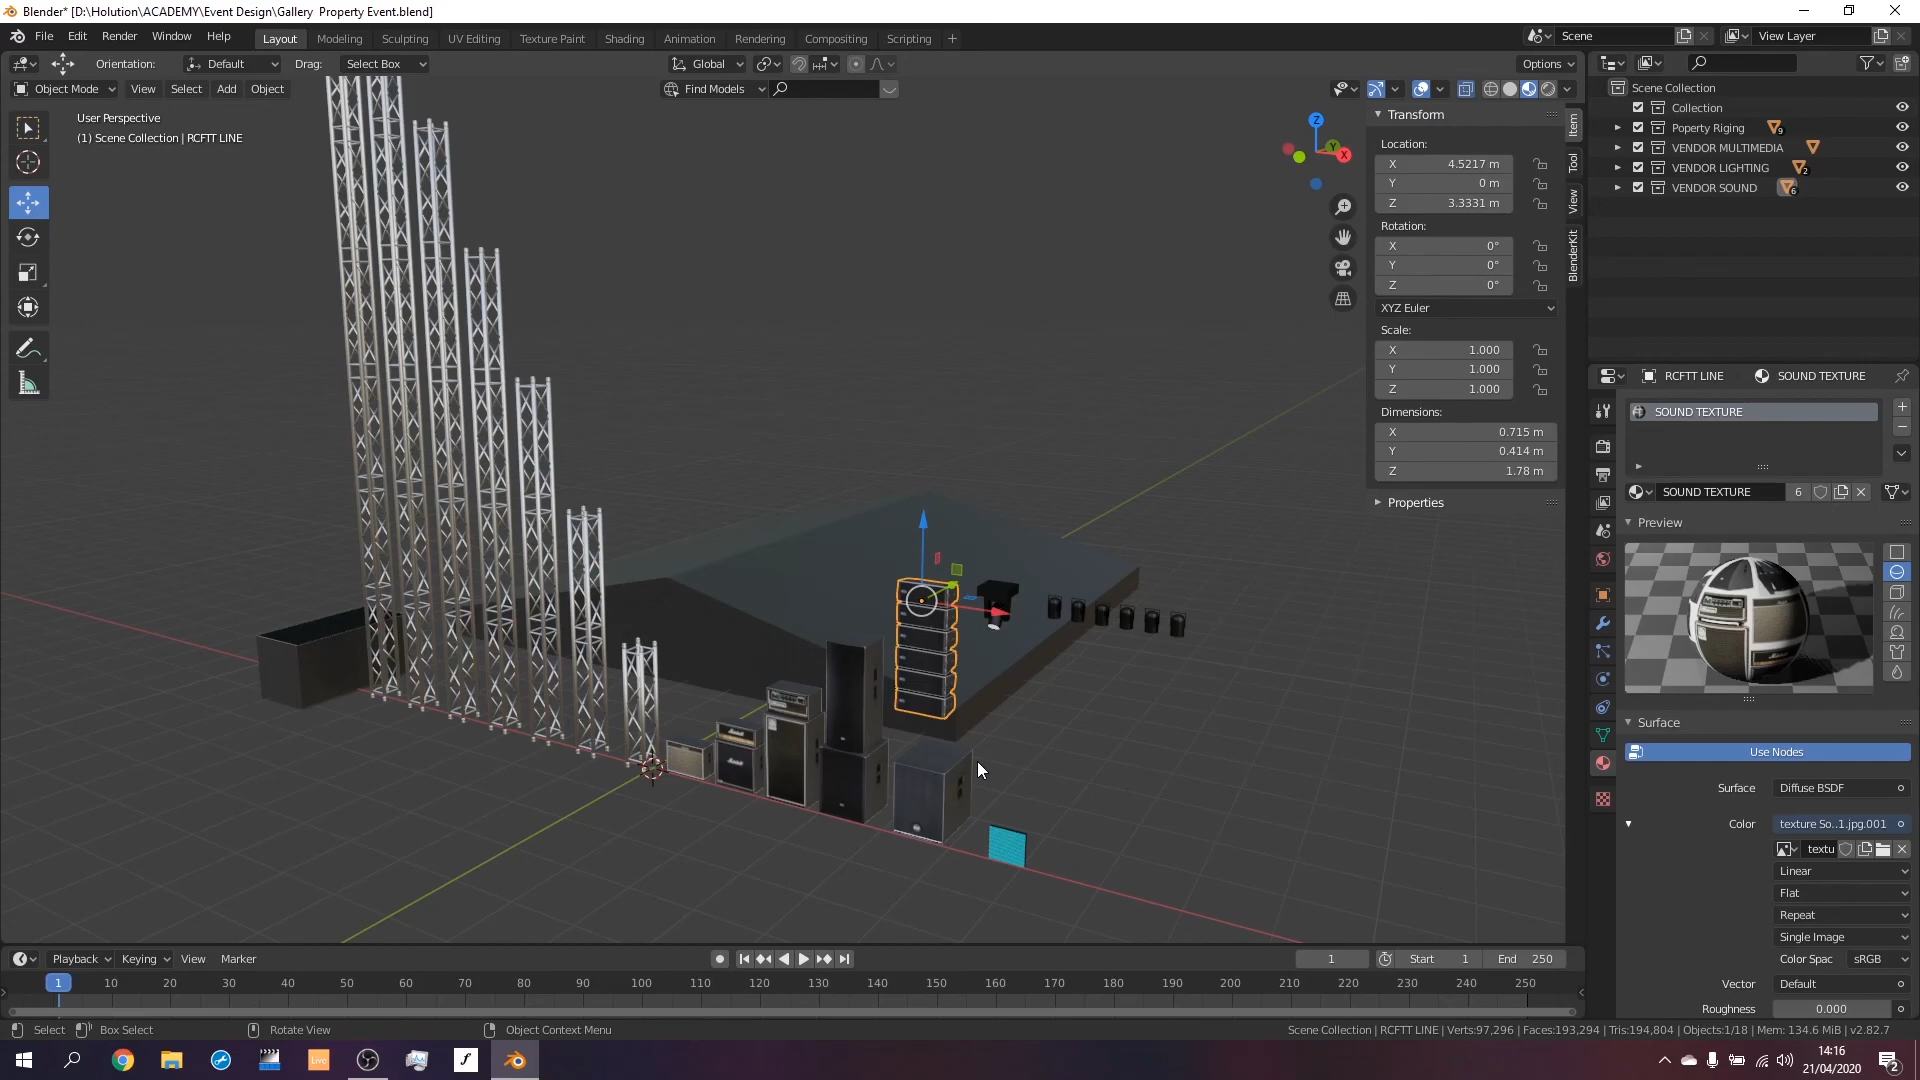 Blender* [D:\Holution\ACADEMY\Event Design\Gallery  Property Event.blend]
File Edit Render Window Help Layout Modeling Sculpting UV Editing Texture Paint Shading Animation Rendering Compositing Scripting + Scene View Layer
Orientation: Default Drag: Select Box Global Options
Object Mode View Select Add Object Find Models
User Perspective
(1) Scene Collection | RCFTT LINE
Z
Y
X
Transform
Location:
X 4.5217 m
Y 0 m
Z 3.3331 m
Rotation:
X 0°
Y 0°
Z 0°
XYZ Euler
Scale:
X 1.000
Y 1.000
Z 1.000
Dimensions:
X 0.715 m
Y 0.414 m
Z 1.78 m
Properties
Item
Tool
View
BlenderKit
Scene Collection
Collection
Poperty Riging 9
VENDOR MULTIMEDIA
VENDOR LIGHTING 2
VENDOR SOUND 6
RCFTT LINE SOUND TEXTURE
SOUND TEXTURE
SOUND TEXTURE 6
Preview
Surface
Use Nodes
Surface Diffuse BSDF
Color texture So..1.jpg.001
textu
Linear
Flat
Repeat
Single Image
Color Spac sRGB
Vector Default
Roughness 0.000
Playback Keying View Marker 1 Start 1 End 250
1 10 20 30 40 50 60 70 80 90 100 110 120 130 140 150 160 170 180 190 200 210 220 230 240 250
Select Box Select Rotate View Object Context Menu Scene Collection | RCFTT LINE | Verts:97,296 | Faces:193,294 | Tris:194,804 | Objects:1/18 | Mem: 134.6 MiB | v2.82.7
Live
f
14:16
21/04/2020
2